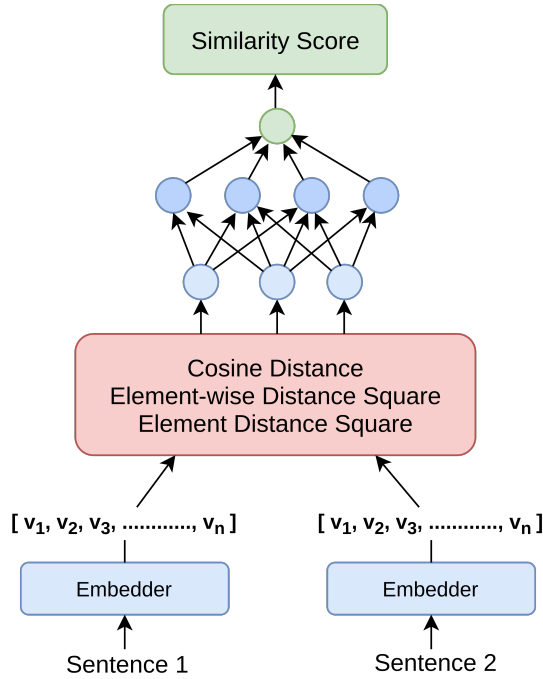 Similarity Score
Cosine Distance
Element-wise Distance Square
Element Distance Square
[ v1, v2, v3, ............, vn ]
[ v1, v2, v3, ............, vn ]
Embedder
Embedder
Sentence 1
Sentence 2